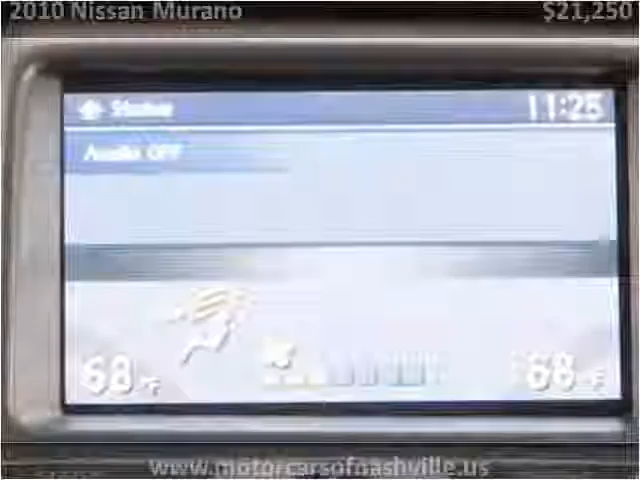 2010 Nissan Murano $21,250
Status 11:25
Audio OFF
68°F 68°F
www.motorcarsofnashville.us